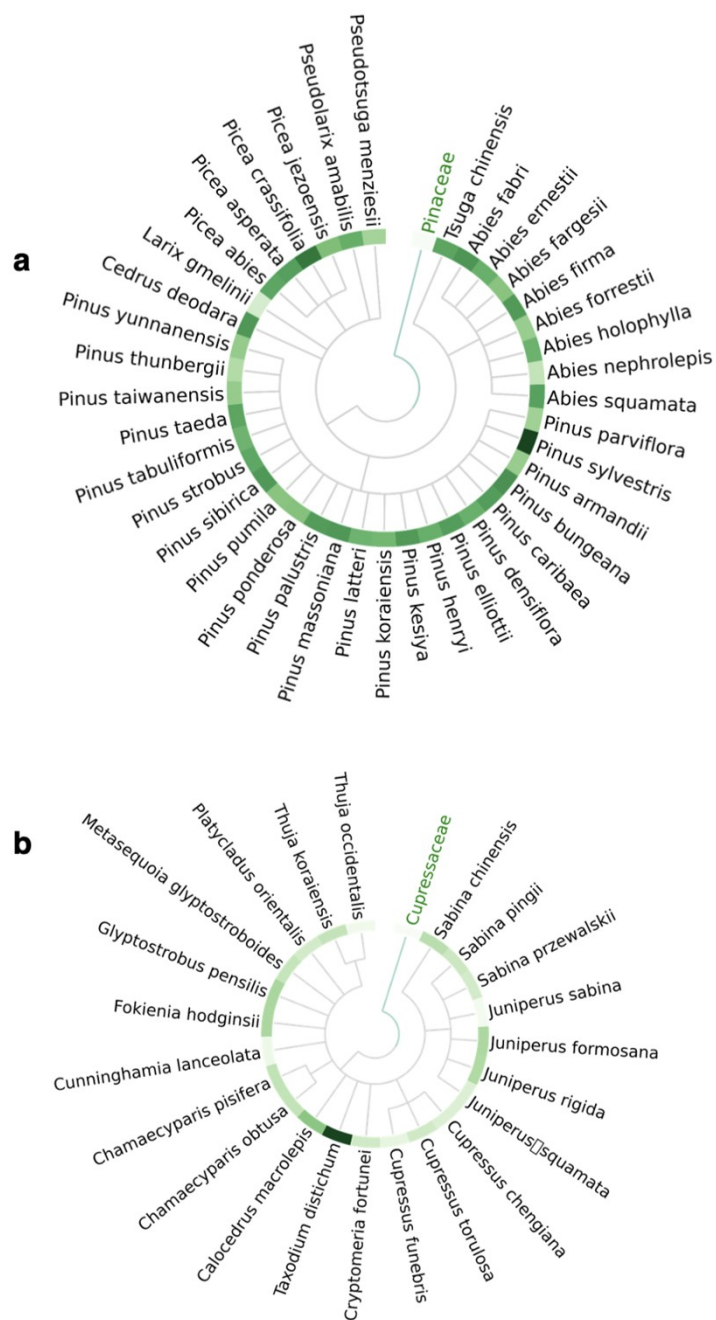 a
Pinaceae
Tsuga chinensis
Abies fabri
Abies ernestii
Abies fargesii
Abies firma
Abies forrestii
Abies holophylla
Abies nephrolepis
Abies squamata
Pinus parviflora
Pinus sylvestris
Pinus armandii
Pinus bungeana
Pinus caribaea
Pinus densiflora
Pinus elliottii
Pinus henryi
Pinus kesiya
Pinus koraiensis
Pinus latteri
Pinus massoniana
Pinus palustris
Pinus ponderosa
Pinus pumila
Pinus sibirica
Pinus strobus
Pinus tabuliformis
Pinus taeda
Pinus taiwanensis
Pinus thunbergii
Pinus yunnanensis
Cedrus deodara
Larix gmelinii
Picea abies
Picea asperata
Picea crassifolia
Picea jezoensis
Pseudolarix amabilis
Pseudotsuga menziesii
b
Cupressaceae
Sabina chinensis
Sabina pingii
Sabina przewalskii
Juniperus sabina
Juniperus formosana
Juniperus rigida
Juniperus▯squamata
Cupressus chengiana
Cupressus torulosa
Cupressus funebris
Cryptomeria fortunei
Taxodium distichum
Calocedrus macrolepis
Chamaecyparis obtusa
Chamaecyparis pisifera
Cunninghamia lanceolata
Fokienia hodginsii
Glyptostrobus pensilis
Metasequoia glyptostroboides
Platycladus orientalis
Thuja koraiensis
Thuja occidentalis